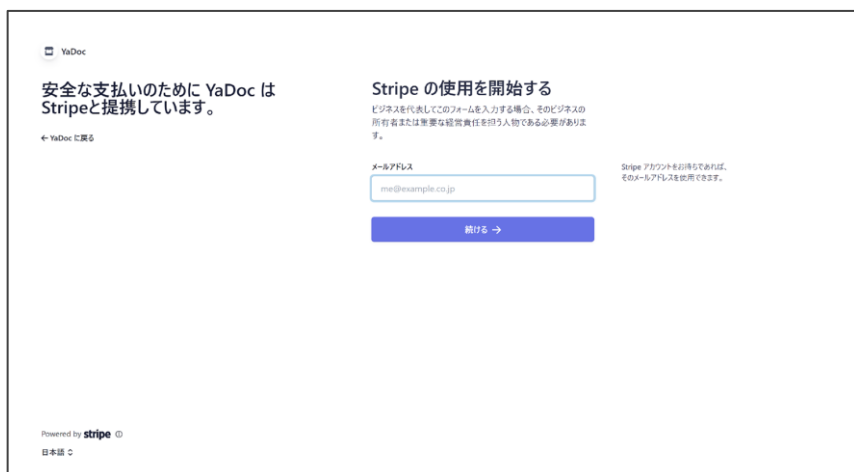 YaDoc
安全な支払いのために YaDoc は
Stripeと提携しています。
← YaDoc に戻る
Stripe の使用を開始する
ビジネスを代表してこのフォームを入力する場合、そのビジネスの
所有者または重要な経営責任を担う人物である必要がありま
す。
メールアドレス
me@example.co.jp
Stripe アカウントをお持ちであれば、
そのメールアドレスを使用できます。
続ける →
Powered by stripe
日本語